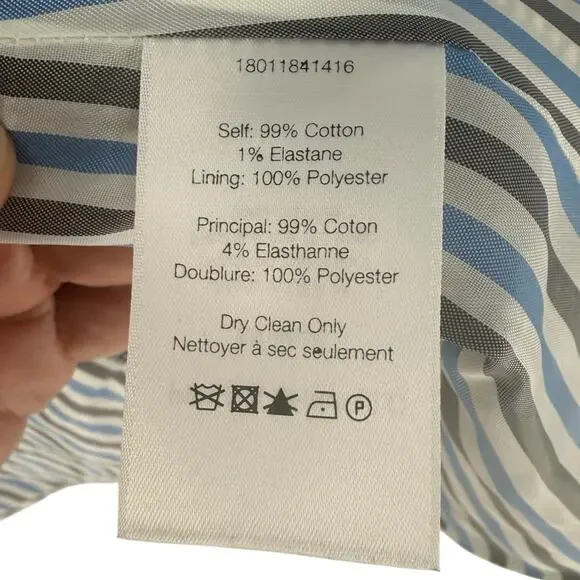 18011841416
Self: 99% Cotton
1% Elastane
Lining: 100% Polyester
Principal: 99% Coton
4% Elasthanne
Doublure: 100% Polyester
Dry Clean Only
Nettoyer à sec seulement
P